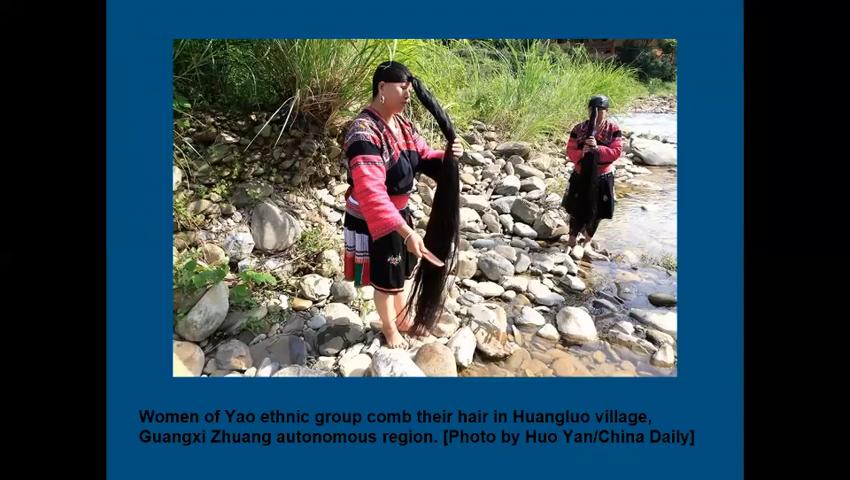 Women of Yao ethnic group comb their hair in Huangluo village,
Guangxi Zhuang autonomous region. [Photo by Huo Yan/China Daily]